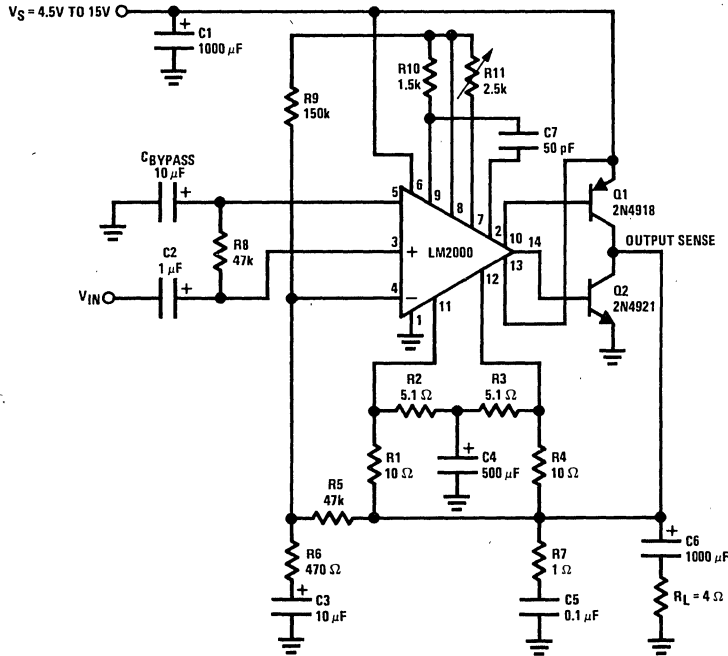 V_S = 4.5V TO 15V
C1
1000 µF
R9
150k
R10
1.5k
R11
2.5k
C7
50 pF
C_BYPASS
10 µF
R8
47k
C2
1 µF
V_IN
5
6
9
8
7
2
10
14
13
12
3
+
LM2000
4
−
1
11
Q1
2N4918
OUTPUT SENSE
Q2
2N4921
R2
5.1 Ω
R3
5.1 Ω
R1
10 Ω
C4
500 µF
R4
10 Ω
R5
47k
R6
470 Ω
C3
10 µF
R7
1 Ω
C5
0.1 µF
C6
1000 µF
R_L = 4 Ω